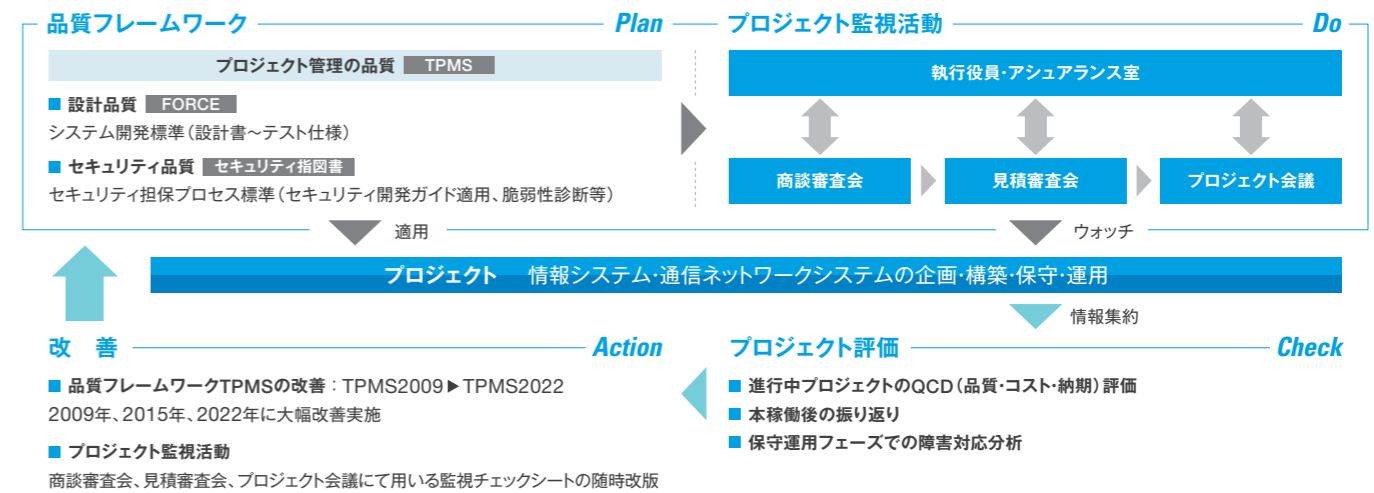 品質フレームワーク Plan
プロジェクト管理の品質 TPMS
■ 設計品質 FORCE
システム開発標準（設計書～テスト仕様）
■ セキュリティ品質 セキュリティ指図書
セキュリティ担保プロセス標準（セキュリティ開発ガイド適用、脆弱性診断等）
プロジェクト監視活動 Do
執行役員・アシュアランス室
商談審査会
見積審査会
プロジェクト会議
適用
ウォッチ
プロジェクト 情報システム・通信ネットワークシステムの企画・構築・保守・運用
情報集約
改 善 Action
■ 品質フレームワークTPMSの改善：TPMS2009▶TPMS2022
2009年、2015年、2022年に大幅改善実施
■ プロジェクト監視活動
商談審査会、見積審査会、プロジェクト会議にて用いる監視チェックシートの随時改版
プロジェクト評価 Check
■ 進行中プロジェクトのQCD（品質・コスト・納期）評価
■ 本稼働後の振り返り
■ 保守運用フェーズでの障害対応分析